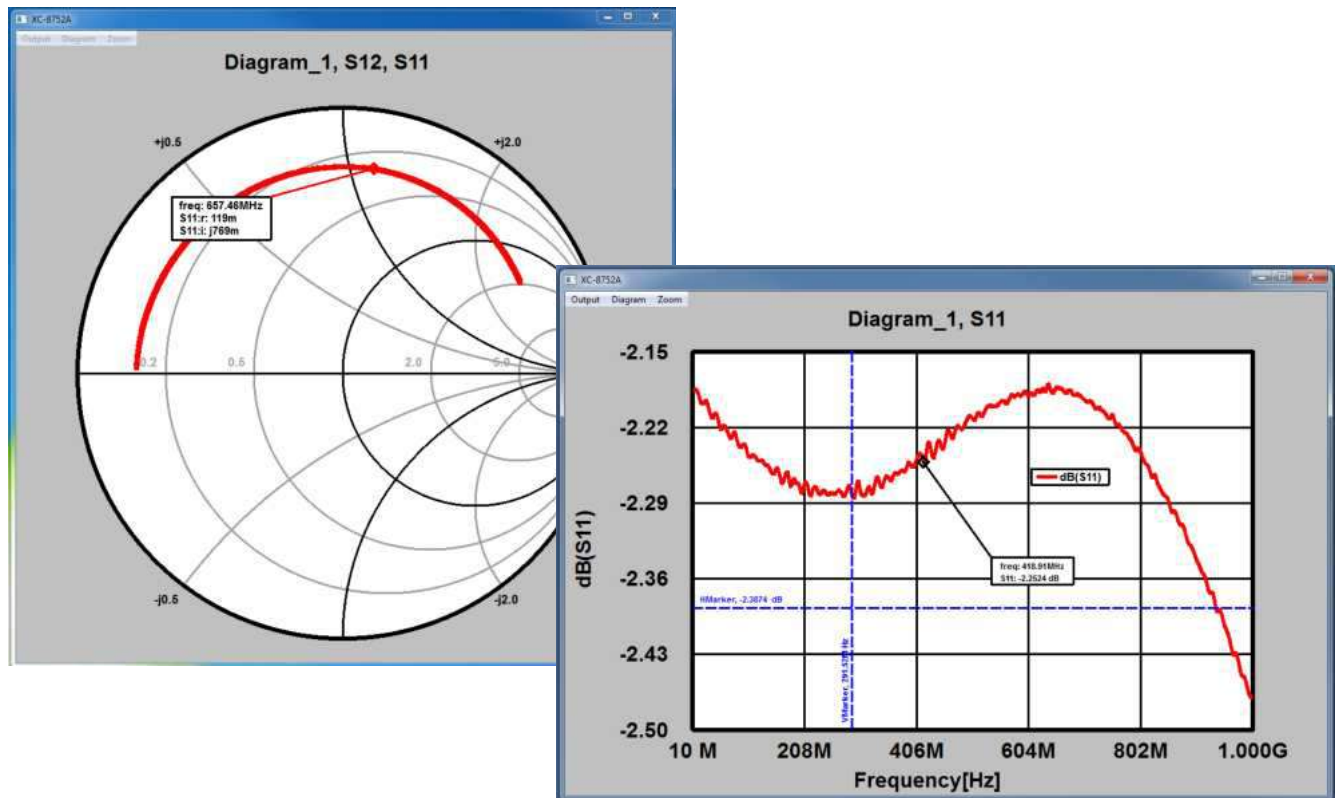 XC-8752A
Output Diagram Zoom
Diagram_1, S12, S11
+j0.5
+j2.0
freq: 657.46MHz
S11:r: 119m
S11:i: j769m
0.2
0.5
2.0
5.0
-j0.5
-j2.0
XC-8752A
Output Diagram Zoom
Diagram_1, S11
-2.15
-2.22
-2.29
-2.36
-2.43
-2.50
dB(S11)
dB(S11)
freq: 418.91MHz
S11: -2.2524 dB
HMarker, -2.3874 dB
10 M
208M
406M
604M
802M
1.000G
Frequency[Hz]